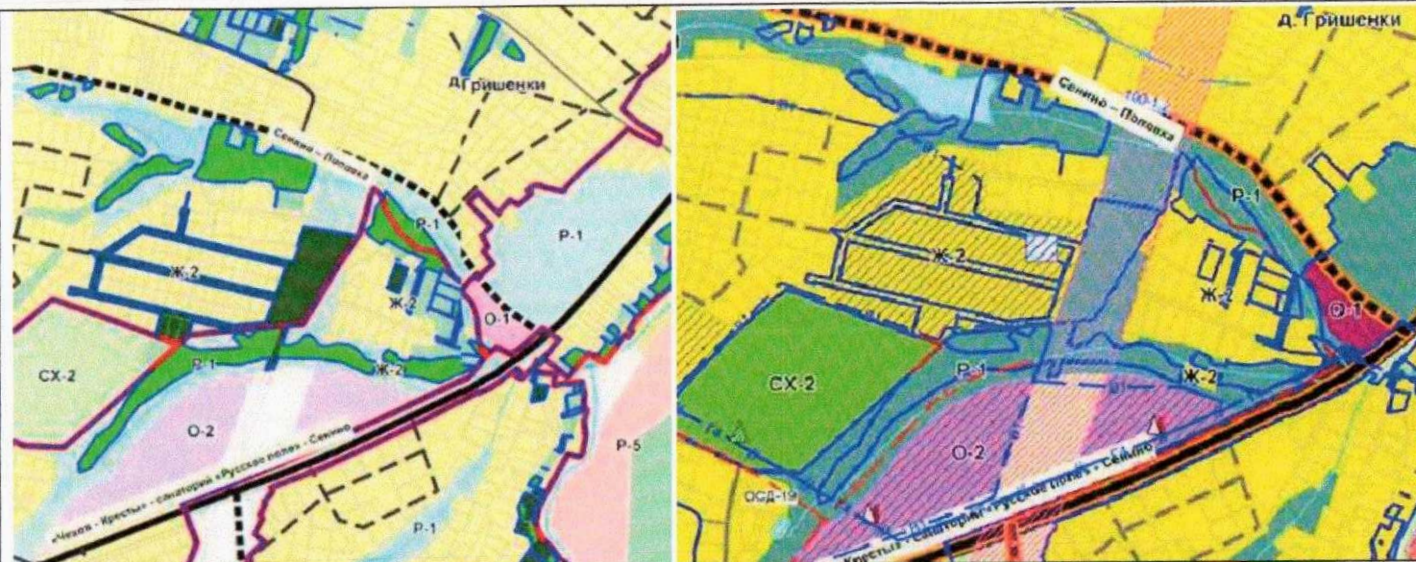 д. Гришенки
Сенино – Поповка
Р-1
Р-1
Ж-2
Ж-2
О-1
СХ-2
Р-1
Ж-2
О-2
Р-5
«Чехов - Кресты» - санаторий «Русское поле» - Сенино
Р-1
д. Гришенки
Сенино – Поповка
Р-1
Ж-2
Ж-2
О-1
СХ-2
Р-1
Ж-2
О-2
ОСД-19
Кресты» - санаторий «Русское поле» - Сенино